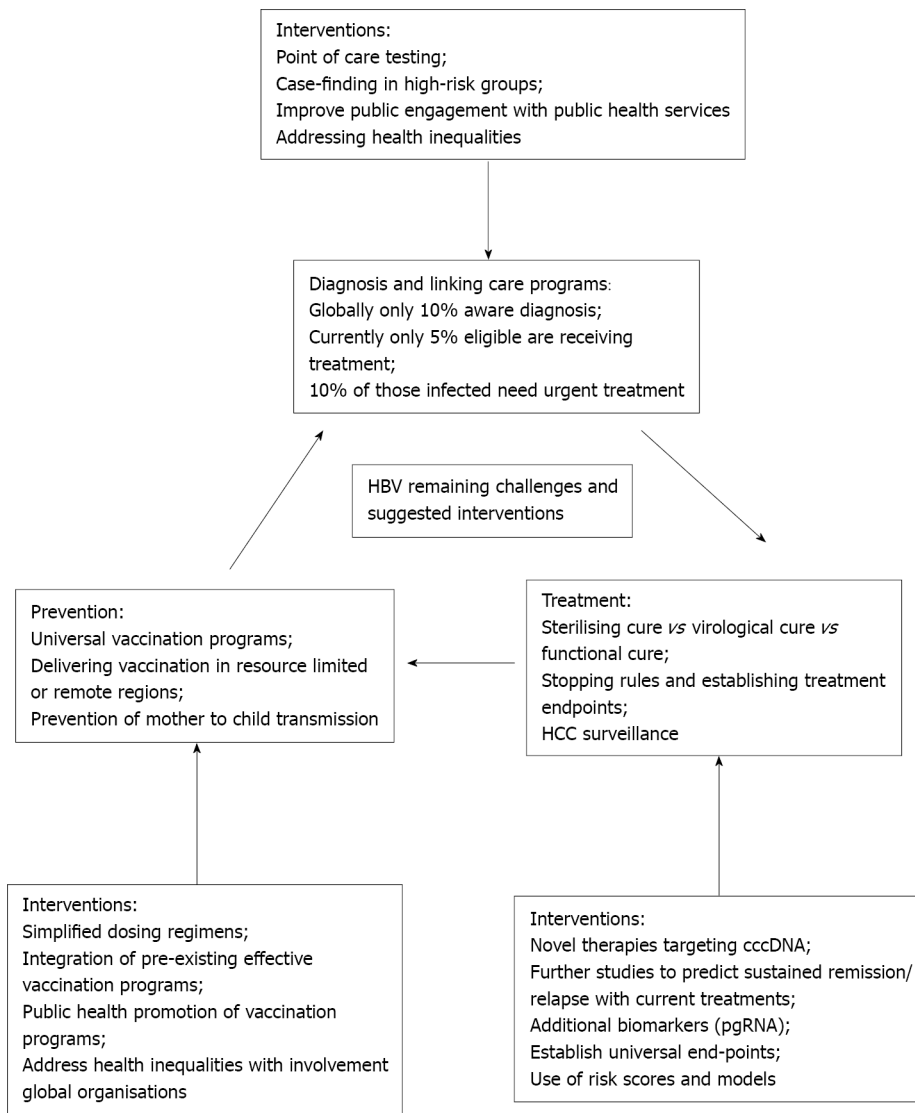 Interventions:
Point of care testing;
Case-finding in high-risk groups;
Improve public engagement with public health services
Addressing health inequalities
Diagnosis and linking care programs:
Globally only 10% aware diagnosis;
Currently only 5% eligible are receiving
treatment;
10% of those infected need urgent treatment
HBV remaining challenges and
suggested interventions
Prevention:
Universal vaccination programs;
Delivering vaccination in resource limited
or remote regions;
Prevention of mother to child transmission
Treatment:
Sterilising cure vs virological cure vs
functional cure;
Stopping rules and establishing treatment
endpoints;
HCC surveillance
Interventions:
Simplified dosing regimens;
Integration of pre-existing effective
vaccination programs;
Public health promotion of vaccination
programs;
Address health inequalities with involvement
global organisations
Interventions:
Novel therapies targeting cccDNA;
Further studies to predict sustained remission/
relapse with current treatments;
Additional biomarkers (pgRNA);
Establish universal end-points;
Use of risk scores and models